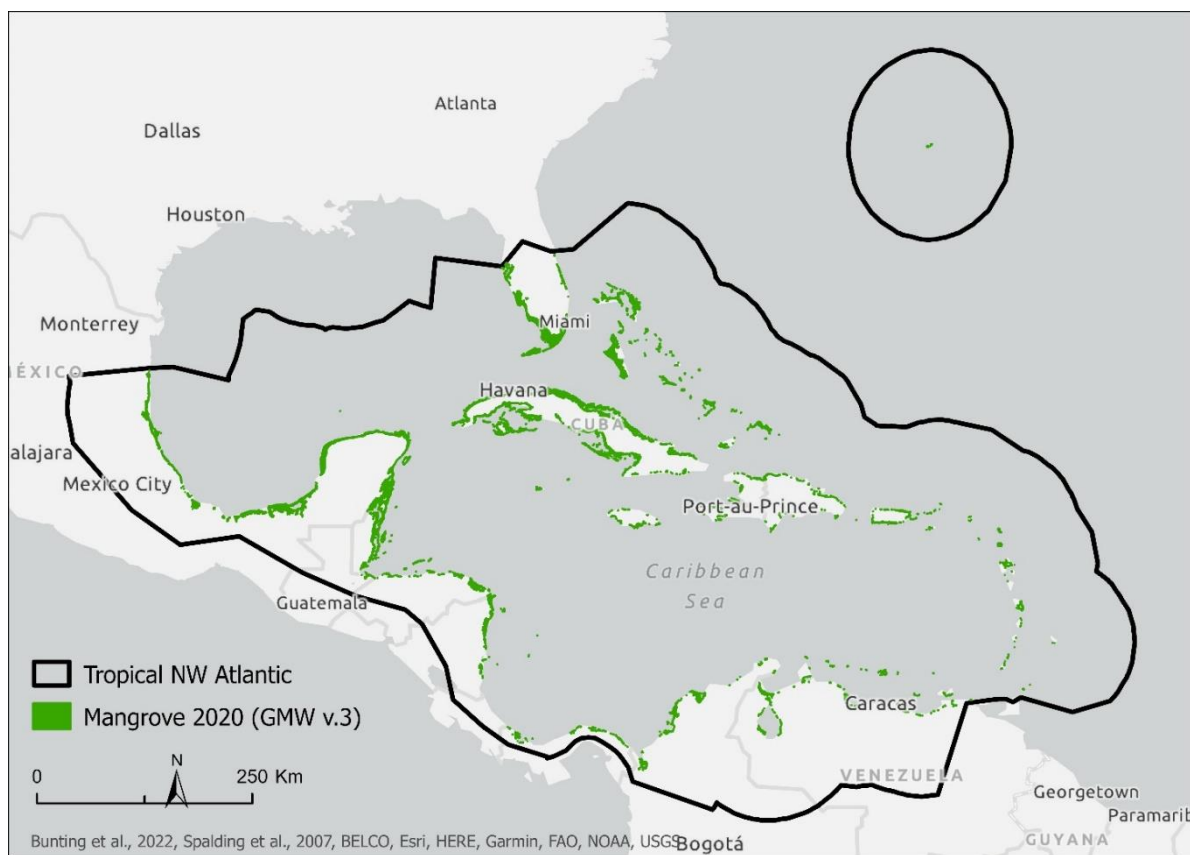 Atlanta
Dallas
Houston
Monterrey
Miami
MÉXICO
Havana
CUBA
alajara
Mexico City
Port-au-Prince
Caribbean
Sea
Guatemala
Tropical NW Atlantic
Mangrove 2020 (GMW v.3)
Caracas
N
0 250 Km
VENEZUELA
Georgetown
Paramarib
GUYANA
Bunting et al., 2022, Spalding et al., 2007, BELCO, Esri, HERE, Garmin, FAO, NOAA, USGS
Bogotá